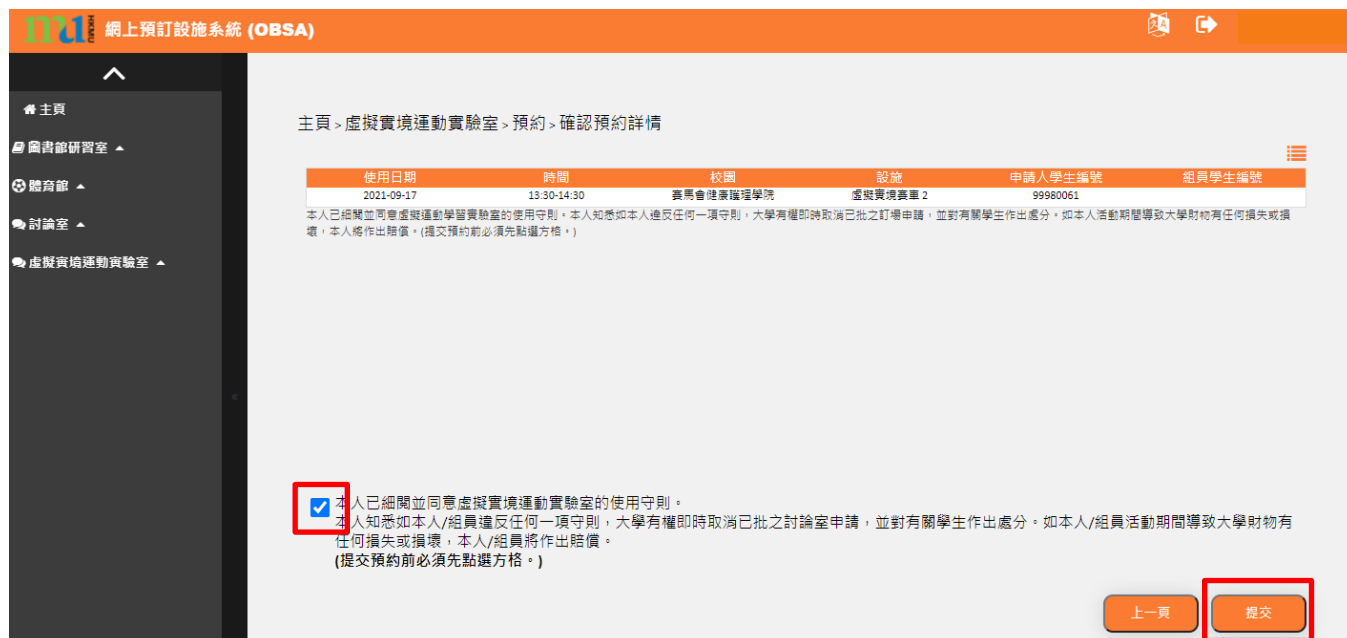 mu HKMU 網上預訂設施系統 (OBSA)
主頁
圖書館研習室
體育館
討論室
虛擬實境運動實驗室
主頁 > 虛擬實境運動實驗室 > 預約 > 確認預約詳情
使用日期 時間 校園 設施 申請人學生編號 組員學生編號
2021-09-17 13:30-14:30 賽馬會健康護理學院 虛擬實境賽車 2 99980061
本人已細閱並同意虛擬運動學習實驗室的使用守則。本人知悉如本人違反任何一項守則，大學有權即時取消已批之訂場申請，並對有關學生作出處分。如本人活動期間導致大學財物有任何損失或損
壞，本人將作出賠償。(提交預約前必須先點選方格。)
本人已細閱並同意虛擬實境運動實驗室的使用守則。
本人知悉如本人/組員違反任何一項守則，大學有權即時取消已批之討論室申請，並對有關學生作出處分。如本人/組員活動期間導致大學財物有
任何損失或損壞，本人/組員將作出賠償。
(提交預約前必須先點選方格。)
上一頁 提交